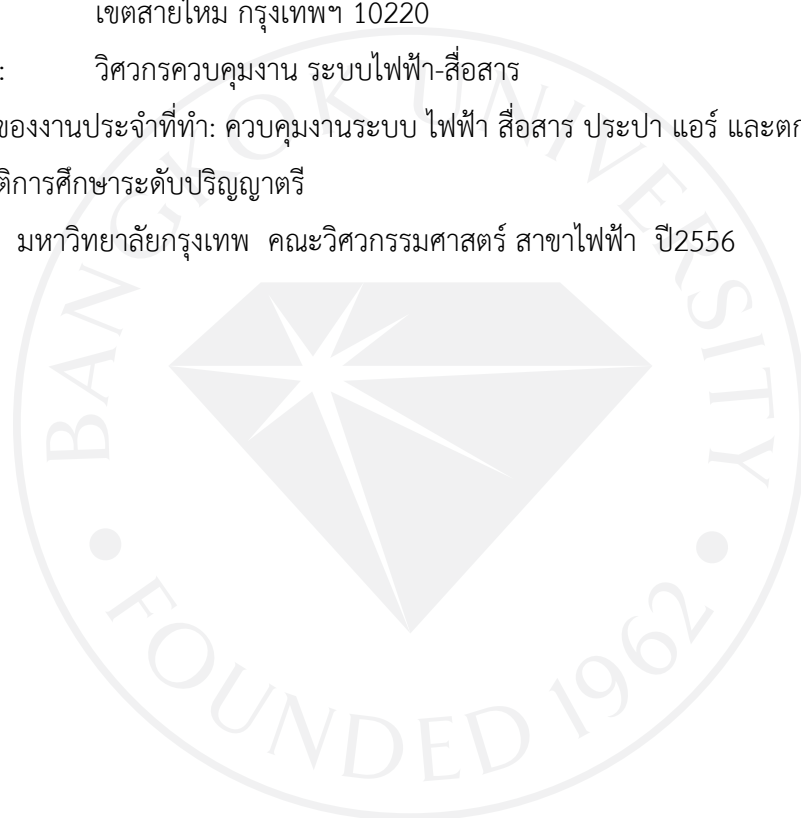 เขตสายไหม กรุงเทพฯ 10220
: วิศวกรควบคุมงาน ระบบไฟฟ้า-สื่อสาร
ของงานประจำที่ทำ: ควบคุมงานระบบ ไฟฟ้า สื่อสาร ประปา แอร์ และตก
ติการศึกษาระดับปริญญาตรี
มหาวิทยาลัยกรุงเทพ คณะวิศวกรรมศาสตร์ สาขาไฟฟ้า ปี2556
BANGKOK UNIVERSITY
FOUNDED 1962